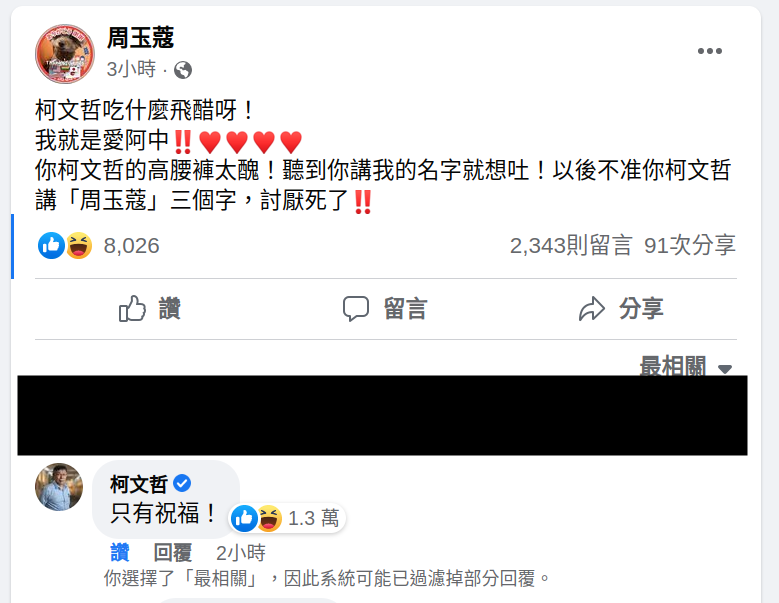 周玉蔻
3小時 ·
柯文哲吃什麼飛醋呀！
我就是愛阿中‼️❤️❤️❤️❤️
你柯文哲的高腰褲太醜！聽到你講我的名字就想吐！以後不准你柯文哲
講「周玉蔻」三個字，討厭死了‼️
8,026 2,343則留言 91次分享
讚 留言 分享
最相關
柯文哲
只有祝福！ 1.3 萬
讚 回覆 2小時
你選擇了「最相關」，因此系統可能已過濾掉部分回覆。